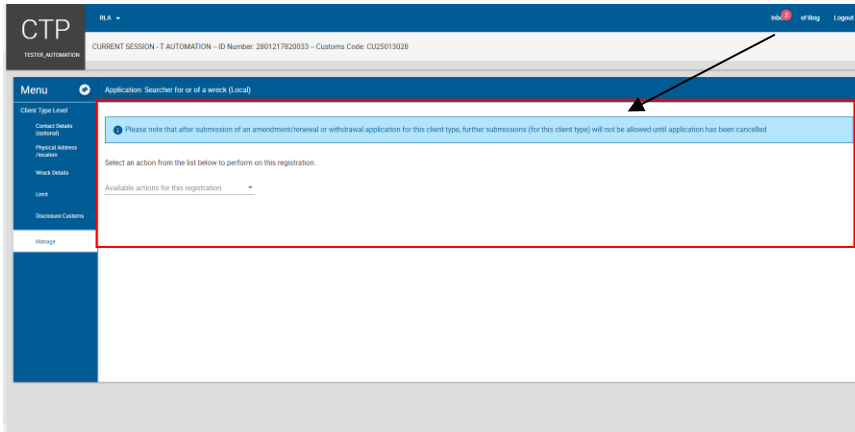 CTP
TESTER_AUTOMATION
RLA
2
eFiling
Logout
CURRENT SESSION - T AUTOMATION – ID Number: 2801217820033 – Customs Code: CU25013028
Menu
Application: Searcher for or of a wreck (Local)
Client Type Level
Contact Details
(optional)
Physical Address
/location
Wreck Details
Limit
Disclosure Customs
Manage
Please note that after submission of an amendment/renewal or withdrawal application for this client type, further submissions (for this client type) will not be allowed until application has been cancelled
Select an action from the list below to perform on this registration.
Available actions for this registration